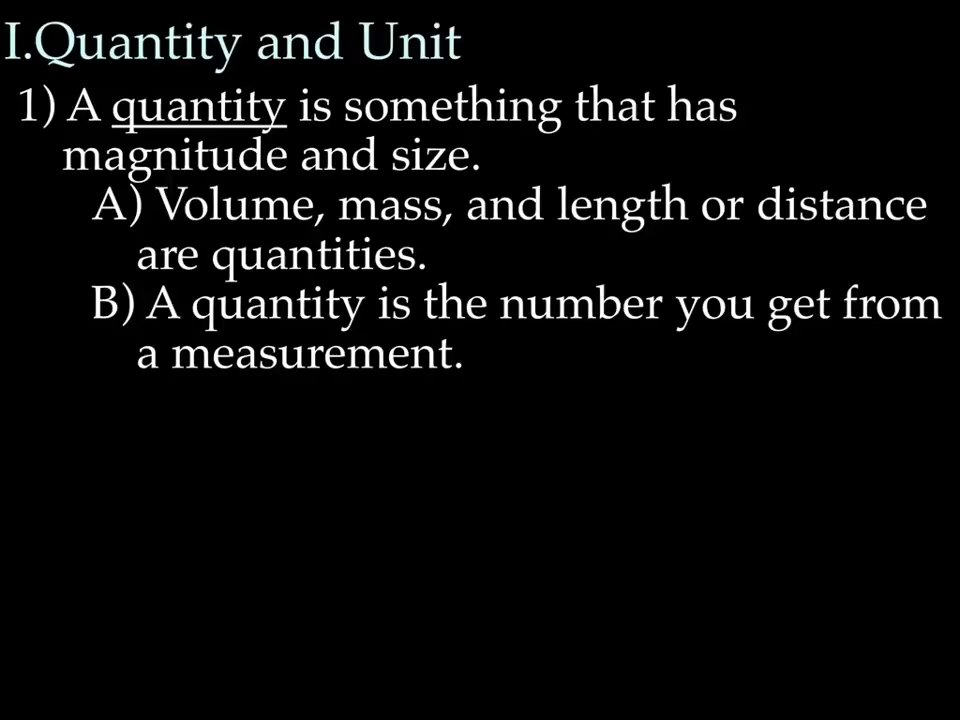 I.Quantity and Unit
1) A quantity is something that has
magnitude and size.
A) Volume, mass, and length or distance
are quantities.
B) A quantity is the number you get from
a measurement.